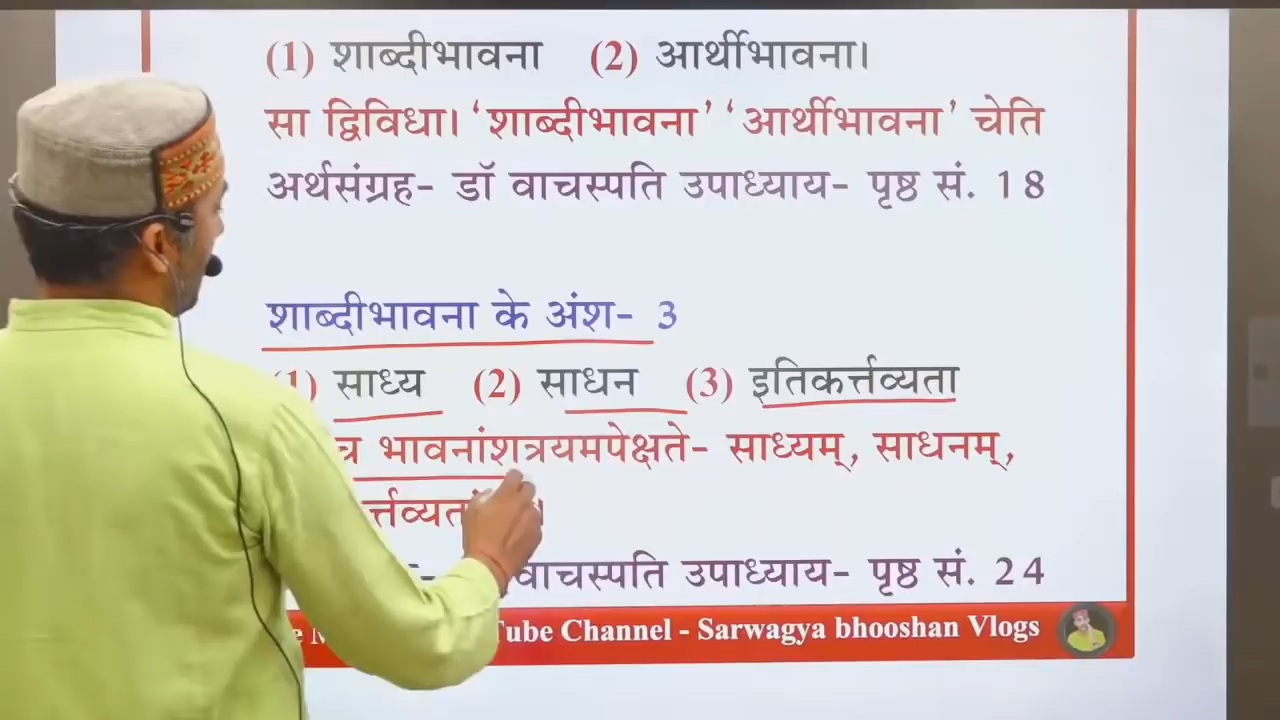 (1) शाब्दीभावना (2) आर्थीभावना।
सा द्विविधा। ‘शाब्दीभावना’ ‘आर्थीभावना’ चेति
अर्थसंग्रह- डॉ वाचस्पति उपाध्याय- पृष्ठ सं. 18
शाब्दीभावना के अंश- 3
(1) साध्य (2) साधन (3) इतिकर्त्तव्यता
भावनांशत्रयमपेक्षते- साध्यम्, साधनम्,
वाचस्पति उपाध्याय- पृष्ठ सं. 24
Tube Channel - Sarwagya bhooshan Vlogs